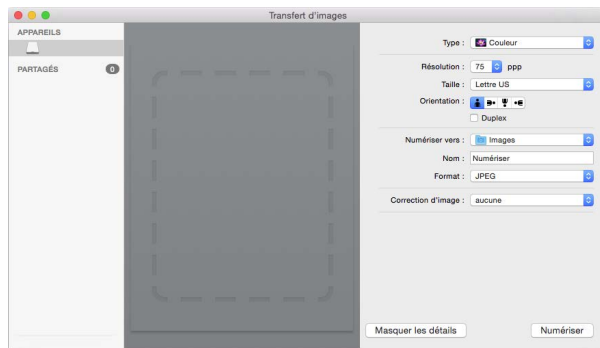 Transfert d'images
APPAREILS
PARTAGÉS 0
Type : Couleur
Résolution : 75 ppp
Taille : Lettre US
Orientation :
Duplex
Numériser vers : Images
Nom : Numériser
Format : JPEG
Correction d'image : aucune
Masquer les détails Numériser